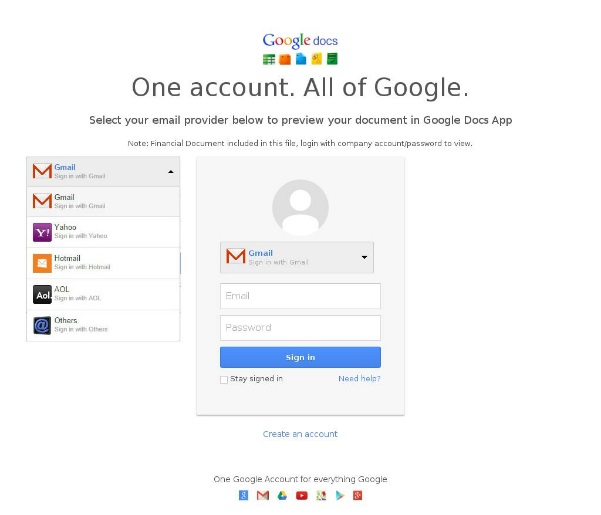 Google docs
One account. All of Google.
Select your email provider below to preview your document in Google Docs App
Note: Financial Document included in this file, login with company account/password to view.
Gmail
Sign in with Gmail
Gmail
Sign in with Gmail
Y! Yahoo
Sign in with Yahoo
Hotmail
Sign in with Hotmail
Aol. AOL
Sign in with AOL
@ Others
Sign in with Others
Gmail
Sign in with Gmail
Email
Password
Sign in
Stay signed in Need help?
Create an account
One Google Account for everything Google